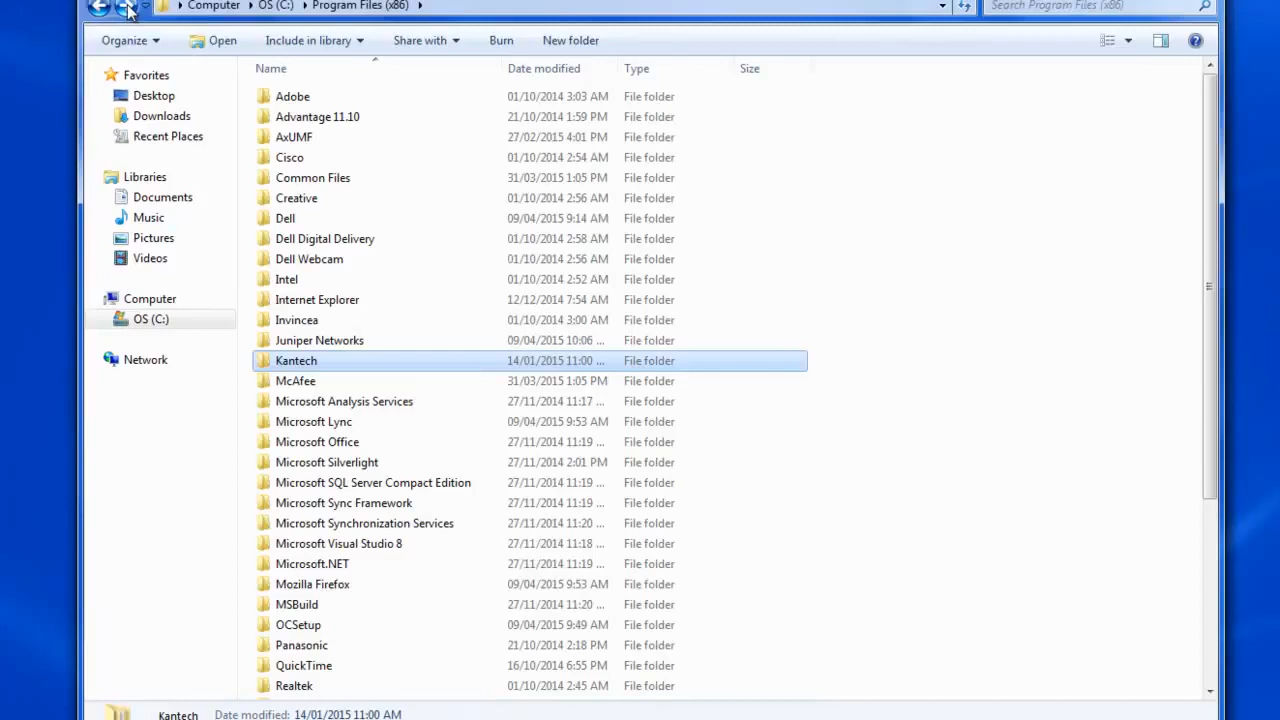 Computer OS (C:) Program Files (x86) Search Program Files (x86)
Organize Open Include in library Share with Burn New folder
Favorites
Desktop
Downloads
Recent Places
Libraries
Documents
Music
Pictures
Videos
Computer
OS (C:)
Network
Name Date modified Type Size
Adobe 01/10/2014 3:03 AM File folder
Advantage 11.10 21/10/2014 1:59 PM File folder
AxUMF 27/02/2015 4:01 PM File folder
Cisco 01/10/2014 2:54 AM File folder
Common Files 31/03/2015 1:05 PM File folder
Creative 01/10/2014 2:56 AM File folder
Dell 09/04/2015 9:14 AM File folder
Dell Digital Delivery 01/10/2014 2:58 AM File folder
Dell Webcam 01/10/2014 2:56 AM File folder
Intel 01/10/2014 2:52 AM File folder
Internet Explorer 12/12/2014 7:54 AM File folder
Invincea 01/10/2014 3:00 AM File folder
Juniper Networks 09/04/2015 10:06 ... File folder
Kantech 14/01/2015 11:00 ... File folder
McAfee 31/03/2015 1:05 PM File folder
Microsoft Analysis Services 27/11/2014 11:17 ... File folder
Microsoft Lync 09/04/2015 9:53 AM File folder
Microsoft Office 27/11/2014 11:19 ... File folder
Microsoft Silverlight 27/11/2014 2:01 PM File folder
Microsoft SQL Server Compact Edition 27/11/2014 11:19 ... File folder
Microsoft Sync Framework 27/11/2014 11:19 ... File folder
Microsoft Synchronization Services 27/11/2014 11:20 ... File folder
Microsoft Visual Studio 8 27/11/2014 11:18 ... File folder
Microsoft.NET 27/11/2014 11:20 ... File folder
Mozilla Firefox 09/04/2015 9:53 AM File folder
MSBuild 27/11/2014 11:20 ... File folder
OCSetup 09/04/2015 9:49 AM File folder
Panasonic 21/10/2014 2:18 PM File folder
QuickTime 16/10/2014 6:55 PM File folder
Realtek 01/10/2014 2:45 AM File folder
Kantech Date modified: 14/01/2015 11:00 AM